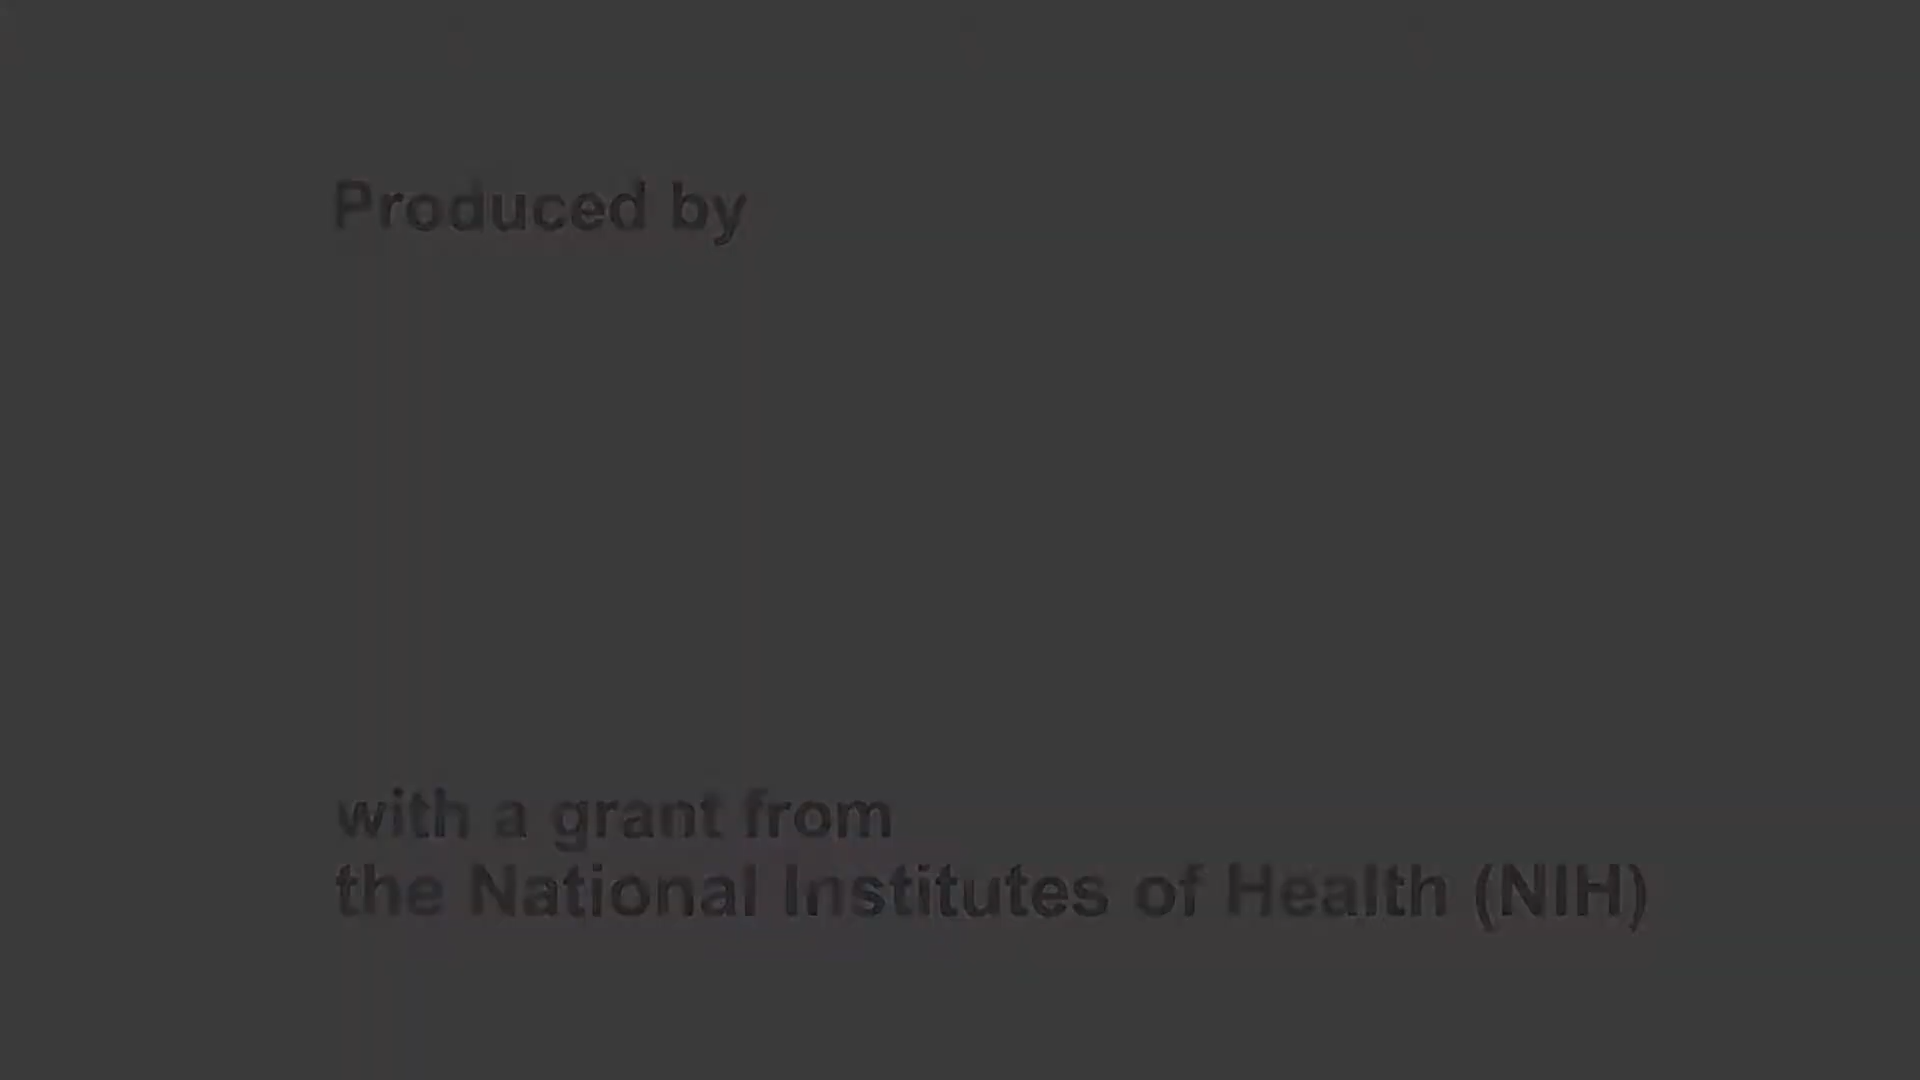 Produced by
with a grant from
the National Institutes of Health (NIH)